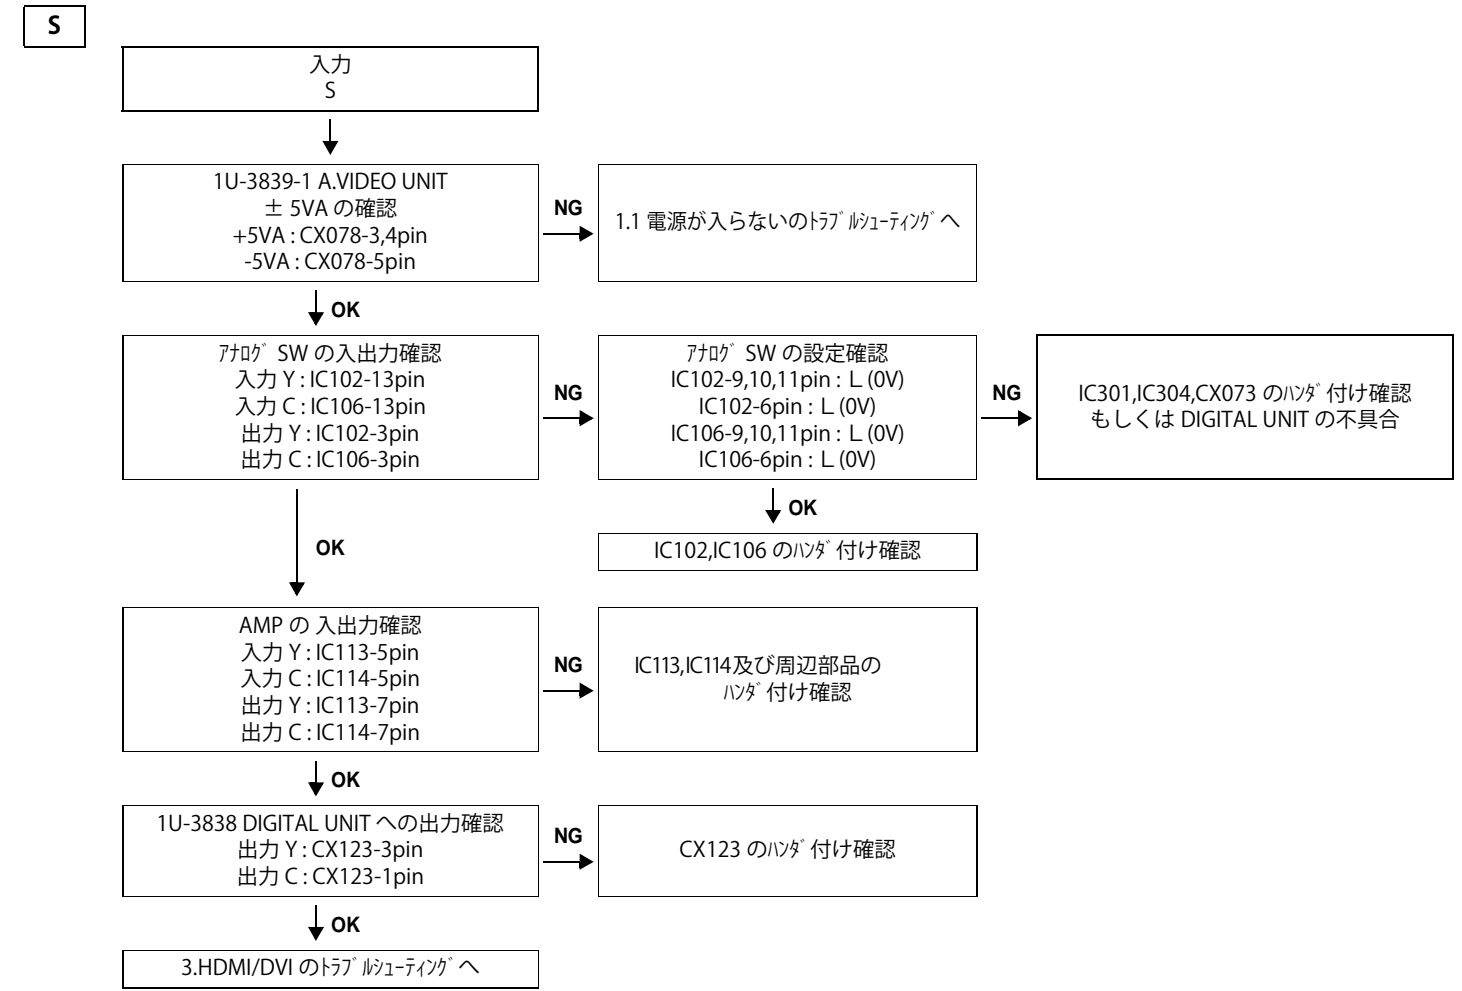 S
入力
S
1U-3839-1 A.VIDEO UNIT
± 5VA の確認
+5VA : CX078-3,4pin
-5VA : CX078-5pin
NG
1.1 電源が入らないのﾄﾗﾌﾞﾙｼｭｰﾃｨﾝｸﾞへ
OK
ｱﾅﾛｸﾞ SW の入出力確認
入力 Y : IC102-13pin
入力 C : IC106-13pin
出力 Y : IC102-3pin
出力 C : IC106-3pin
NG
ｱﾅﾛｸﾞ SW の設定確認
IC102-9,10,11pin : L (0V)
IC102-6pin : L (0V)
IC106-9,10,11pin : L (0V)
IC106-6pin : L (0V)
NG
IC301,IC304,CX073 のﾊﾝﾀﾞ付け確認
もしくは DIGITAL UNIT の不具合
OK
IC102,IC106 のﾊﾝﾀﾞ付け確認
OK
AMP の 入出力確認
入力 Y : IC113-5pin
入力 C : IC114-5pin
出力 Y : IC113-7pin
出力 C : IC114-7pin
NG
IC113,IC114及び周辺部品の
ﾊﾝﾀﾞ付け確認
OK
1U-3838 DIGITAL UNIT への出力確認
出力 Y : CX123-3pin
出力 C : CX123-1pin
NG
CX123 のﾊﾝﾀﾞ付け確認
OK
3.HDMI/DVI のﾄﾗﾌﾞﾙｼｭｰﾃｨﾝｸﾞへ